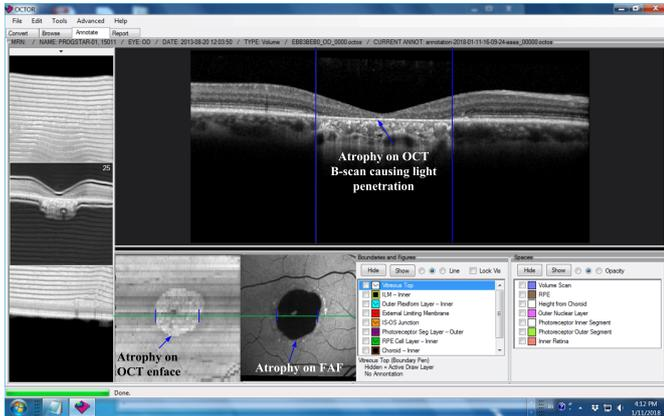 OCTOR
File Edit Tools Advanced Help
Convert Browse Annotate Report
MRN: / NAME: PROGSTAR-01, 15011 / EYE: OD / DATE: 2013-08-20 12:03:50 / TYPE: Volume / EBB3BEB0_OD_0000.octos / CURRENT ANNOT: annotation-2018-01-11-16-09-24-aaaa_00000.octos
25
Atrophy on OCT
B-scan causing light
penetration
Atrophy on
OCT enface
Atrophy on FAF
Boundaries and Figures
Hide Show Line Lock Vis
Vitreous Top
ILM - Inner
Outer Plexiform Layer - Inner
External Limiting Membrane
IS-OS Junction
Photoreceptor Seg Layer - Outer
RPE Cell Layer - Inner
Choroid - Inner
Vitreous Top (Boundary Pen)
Hidden = Active Draw Layer
No Annontation
Spaces
Hide Show Opacity
Volume Scan
RPE
Height from Choroid
Outer Nuclear Layer
Photoreceptor Inner Segment
Photoreceptor Outer Segment
Inner Retina
Done.
4:12 PM
1/11/2018